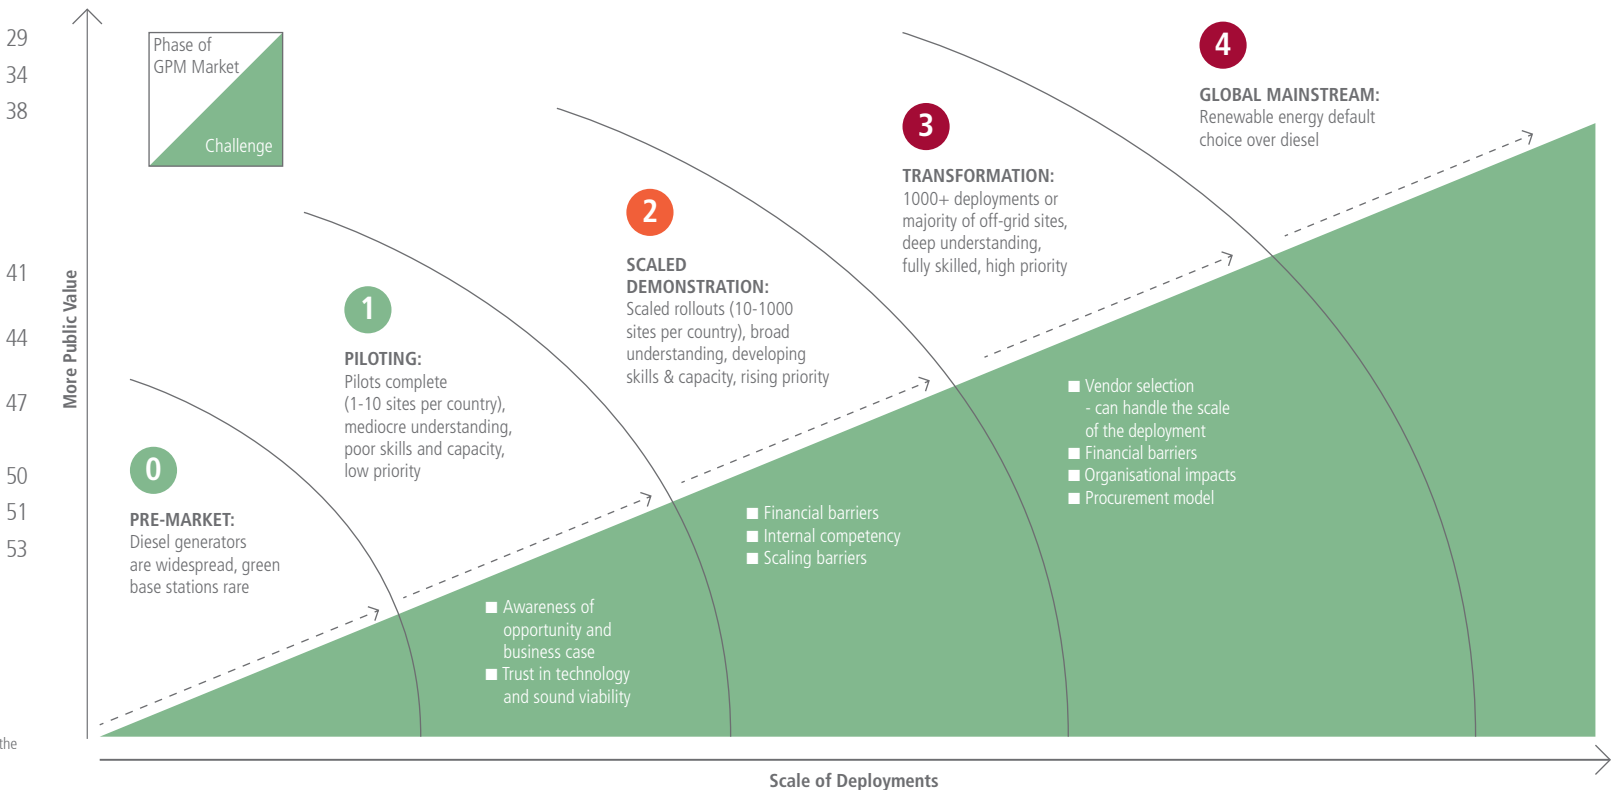 29
34
38
41
44
47
50
51
53
the
More Public Value
Phase of
GPM Market
Challenge
0
PRE-MARKET:
Diesel generators
are widespread, green
base stations rare
1
PILOTING:
Pilots complete
(1-10 sites per country),
mediocre understanding,
poor skills and capacity,
low priority
2
SCALED
DEMONSTRATION:
Scaled rollouts (10-1000
sites per country), broad
understanding, developing
skills & capacity, rising priority
3
TRANSFORMATION:
1000+ deployments or
majority of off-grid sites,
deep understanding,
fully skilled, high priority
4
GLOBAL MAINSTREAM:
Renewable energy default
choice over diesel
Awareness of
opportunity and
business case
Trust in technology
and sound viability
Financial barriers
Internal competency
Scaling barriers
Vendor selection
- can handle the scale
of the deployment
Financial barriers
Organisational impacts
Procurement model
Scale of Deployments